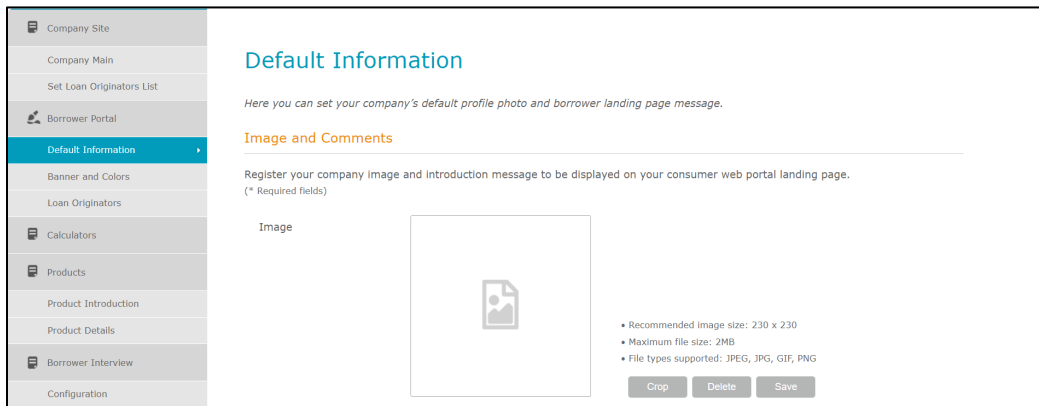 Company Site
Company Main
Set Loan Originators List
Borrower Portal
Default Information
Banner and Colors
Loan Originators
Calculators
Products
Product Introduction
Product Details
Borrower Interview
Configuration
Default Information
Here you can set your company's default profile photo and borrower landing page message.
Image and Comments
Register your company image and introduction message to be displayed on your consumer web portal landing page.
(* Required fields)
Image
• Recommended image size: 230 x 230
• Maximum file size: 2MB
• File types supported: JPEG, JPG, GIF, PNG
Crop Delete Save